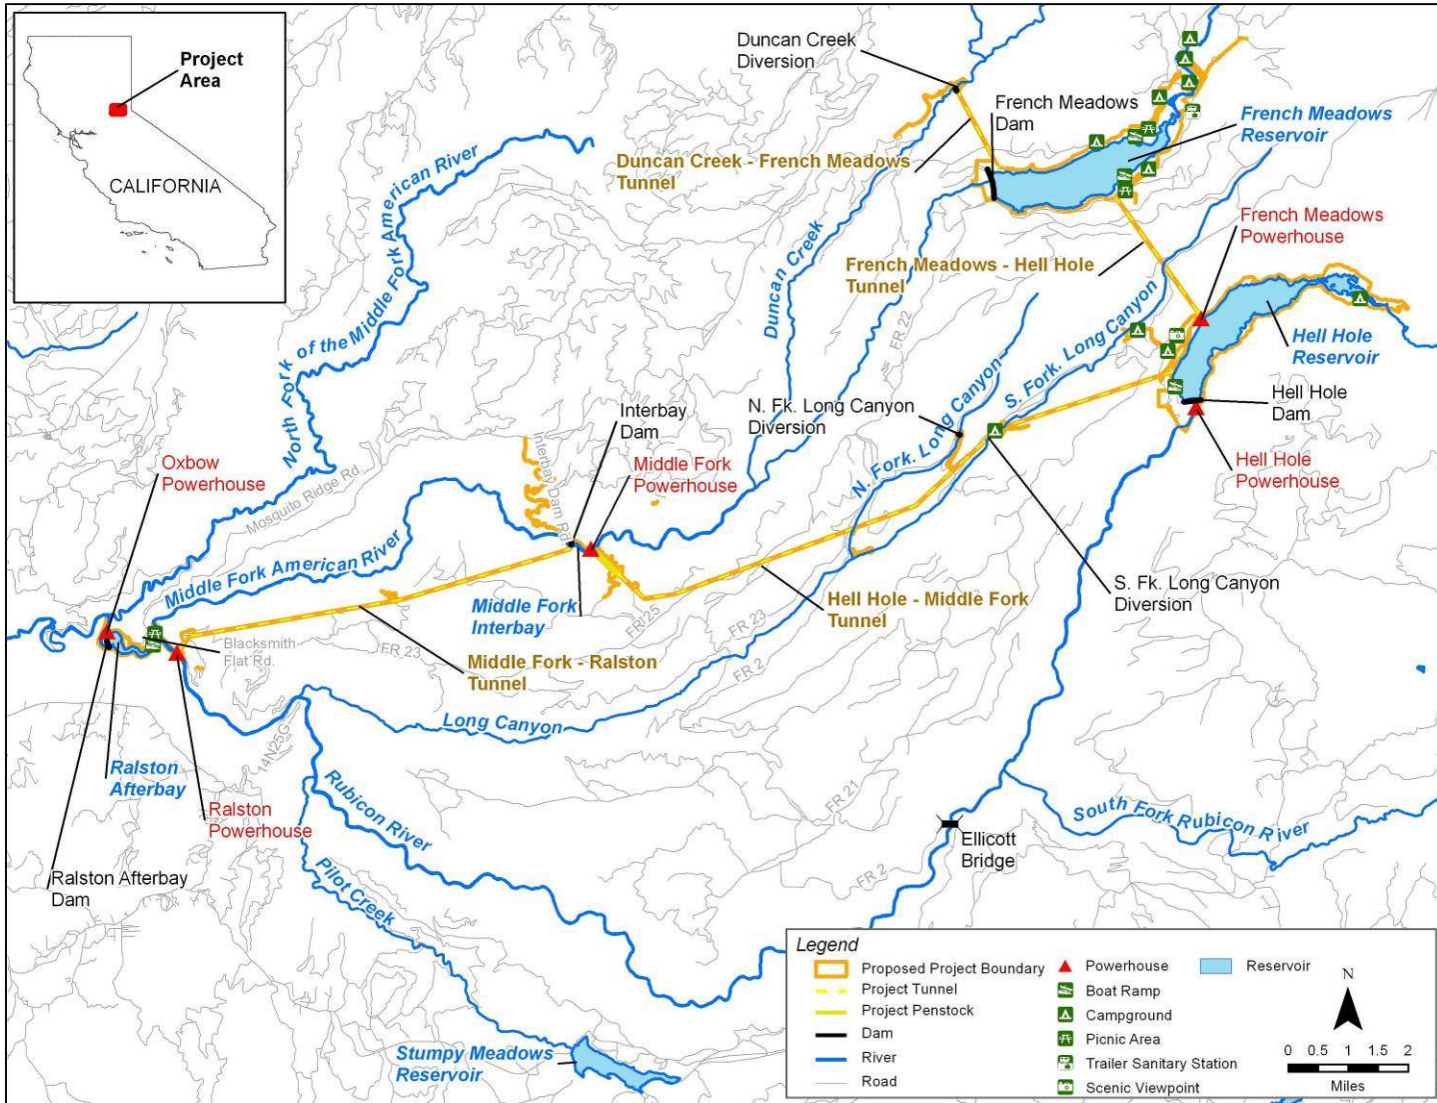 Project
Area
CALIFORNIA
Duncan Creek
Diversion
French Meadows
Dam
French Meadows
Reservoir
Duncan Creek - French Meadows
Tunnel
North Fork of the Middle Fork American River
Duncan Creek
French Meadows
Powerhouse
French Meadows - Hell Hole
Tunnel
FR 22
Hell Hole
Reservoir
S. Fork. Long Canyon
N. Fork. Long Canyon
N. Fk. Long Canyon
Diversion
Hell Hole
Dam
Hell Hole
Powerhouse
Interbay
Dam
Middle Fork
Powerhouse
Interbay Dam Rd
Oxbow
Powerhouse
Mosquito Ridge Rd.
Middle Fork American River
Middle Fork
Interbay
Hell Hole - Middle Fork
Tunnel
S. Fk. Long Canyon
Diversion
FR 25
FR 23
FR 2
Blacksmith
Flat Rd.
FR 23
Middle Fork - Ralston
Tunnel
Long Canyon
14N25G
Ralston
Afterbay
Ralston
Powerhouse
Rubicon River
FR 21
South Fork Rubicon River
Ellicott
Bridge
FR 2
Ralston Afterbay
Dam
Pilot Creek
Stumpy Meadows
Reservoir
Legend
Proposed Project Boundary
Project Tunnel
Project Penstock
Dam
River
Road
Powerhouse
Boat Ramp
Campground
Picnic Area
Trailer Sanitary Station
Scenic Viewpoint
Reservoir
N
0 0.5 1 2
Miles